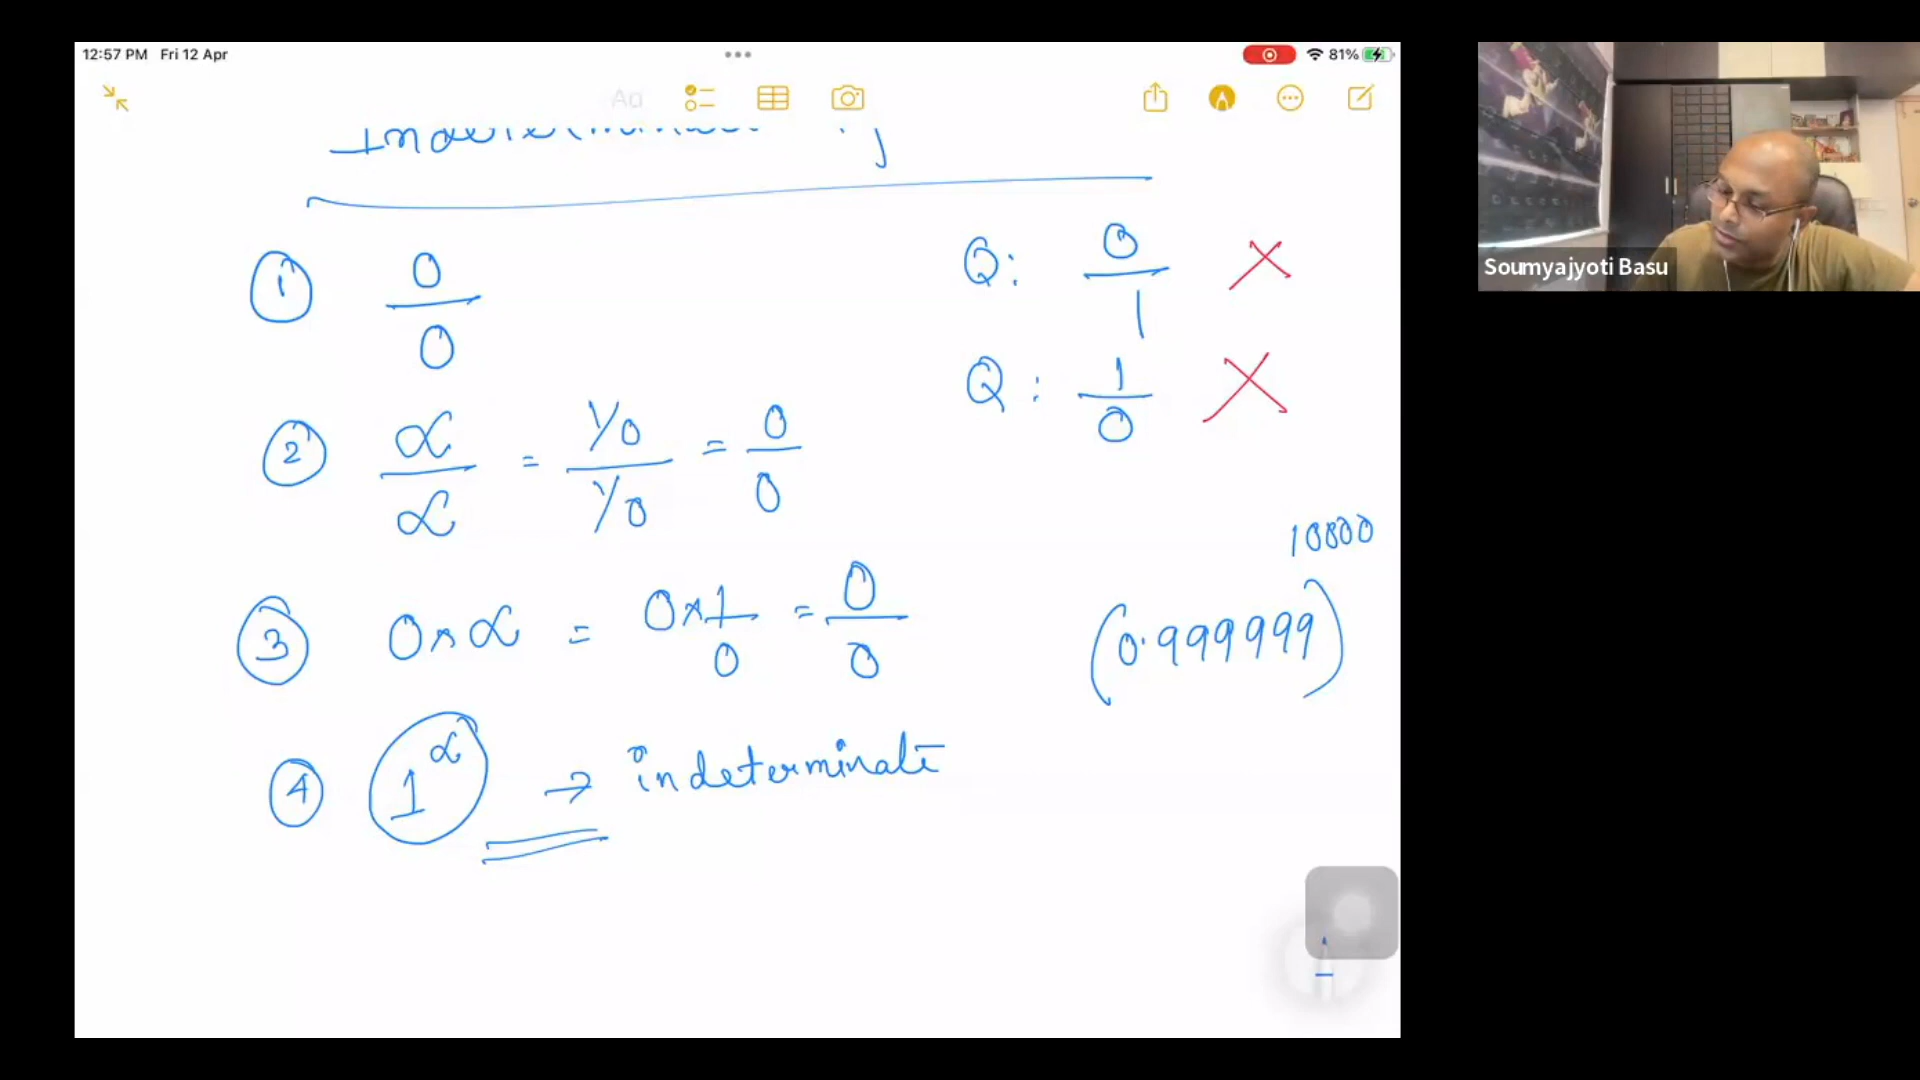 12:57 PM Fri 12 Apr
81%
Aa
① 0/0
Q: 0/1 ✗
Q: 1/0 ✗
② ∝/∝ = (1/0)/(1/0) = 0/0
③ 0×∝ = 0×1/0 = 0/0
(0.999999)^10000
④ 1^∝ → indeterminate
Soumyajyoti Basu